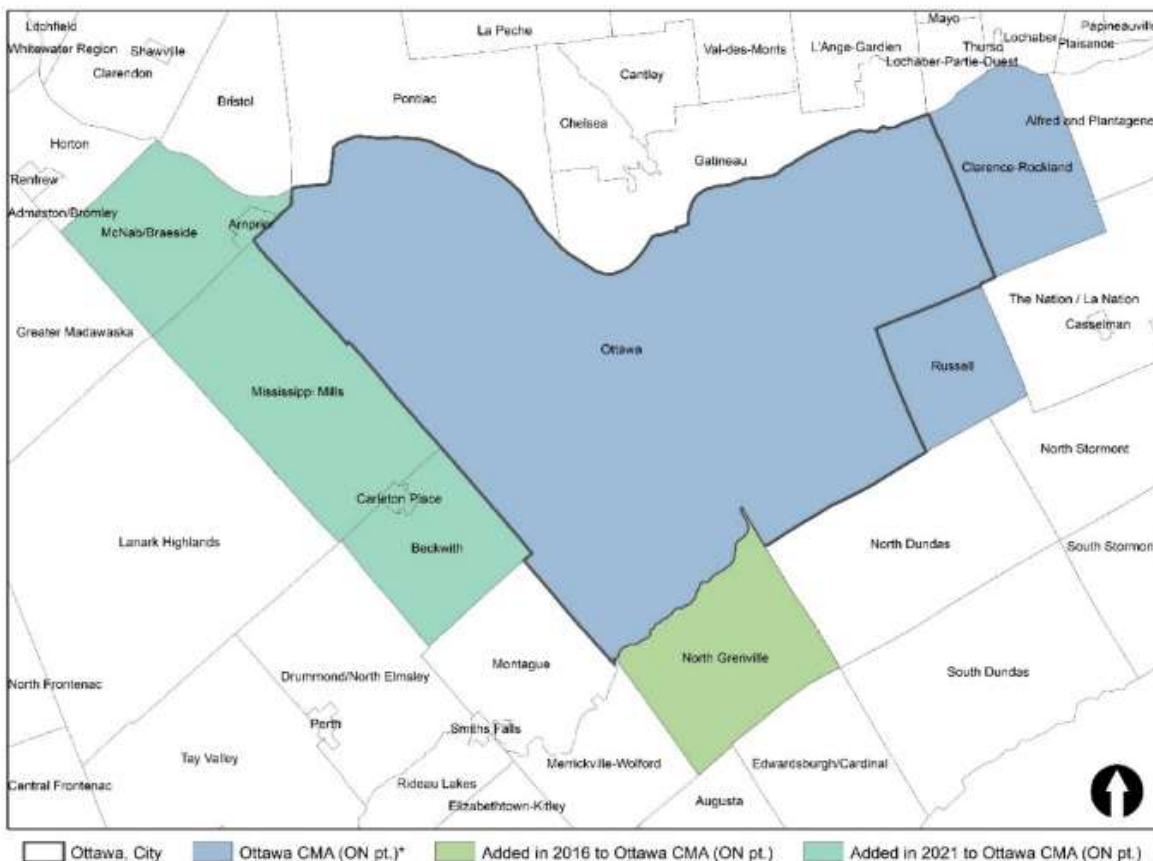 Litchfield
Mayo
Papineauville
La Peche
Lochaber
Whitewater Region
Shawville
Val-des-Monts
L'Ange-Gardien
Thurso
Plaisance
Clarendon
Cantley
Lochaber-Partie-Ouest
Bristol
Pontiac
Chelsea
Alfred and Plantagene
Horton
Gatineau
Clarence-Rockland
Renfrew
Admaston/Bromley
McNab/Braeside
Arnprior
The Nation / La Nation
Greater Madawaska
Casselman
Ottawa
Russell
Mississippi Mills
North Stormont
Carleton Place
Lanark Highlands
Beckwith
North Dundas
South Stormont
Montague
North Grenville
Drummond/North Elmsley
South Dundas
North Frontenac
Perth
Smiths Falls
Tay Valley
Merrickville-Wolford
Edwardsburgh/Cardinal
Central Frontenac
Rideau Lakes
Augusta
Elizabethtown-Kitley
Ottawa, City
Ottawa CMA (ON pt.)*
Added in 2016 to Ottawa CMA (ON pt.)
Added in 2021 to Ottawa CMA (ON pt.)